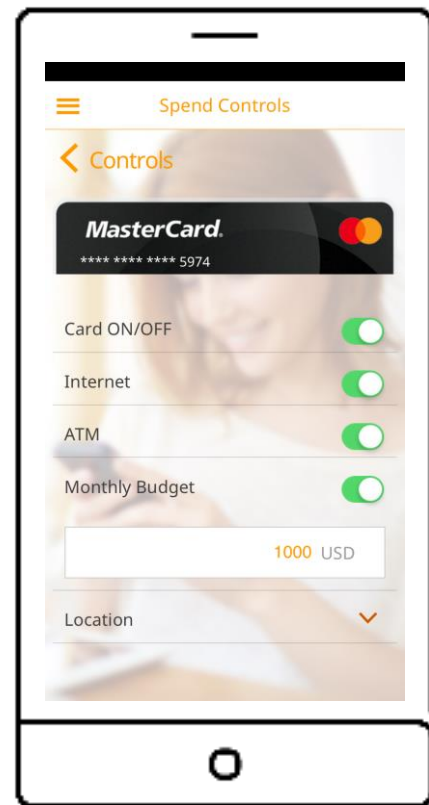 Spend Controls
Controls
MasterCard.
**** **** **** 5974
Card ON/OFF
Internet
ATM
Monthly Budget
1000 USD
Location